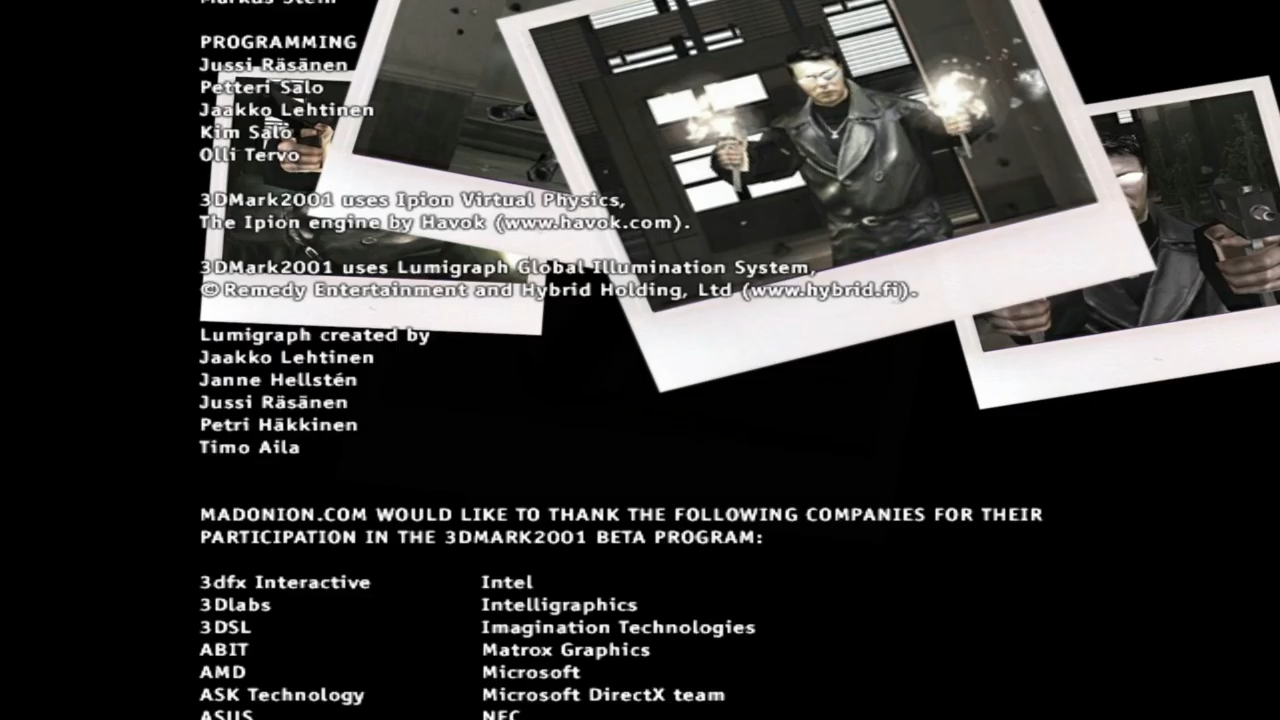 Markus Stein
PROGRAMMING
Jussi Räsänen
Petteri Salo
Jaakko Lehtinen
Kim Salo
Olli Tervo
3DMark2001 uses Ipion Virtual Physics,
The Ipion engine by Havok (www.havok.com).
3DMark2001 uses Lumigraph Global Illumination System,
© Remedy Entertainment and Hybrid Holding, Ltd (www.hybrid.fi).
Lumigraph created by
Jaakko Lehtinen
Janne Hellstén
Jussi Räsänen
Petri Häkkinen
Timo Aila
MADONION.COM WOULD LIKE TO THANK THE FOLLOWING COMPANIES FOR THEIR
PARTICIPATION IN THE 3DMARK2001 BETA PROGRAM:
3dfx Interactive
3Dlabs
3DSL
ABIT
AMD
ASK Technology
ASUS
Intel
Intelligraphics
Imagination Technologies
Matrox Graphics
Microsoft
Microsoft DirectX team
NEC